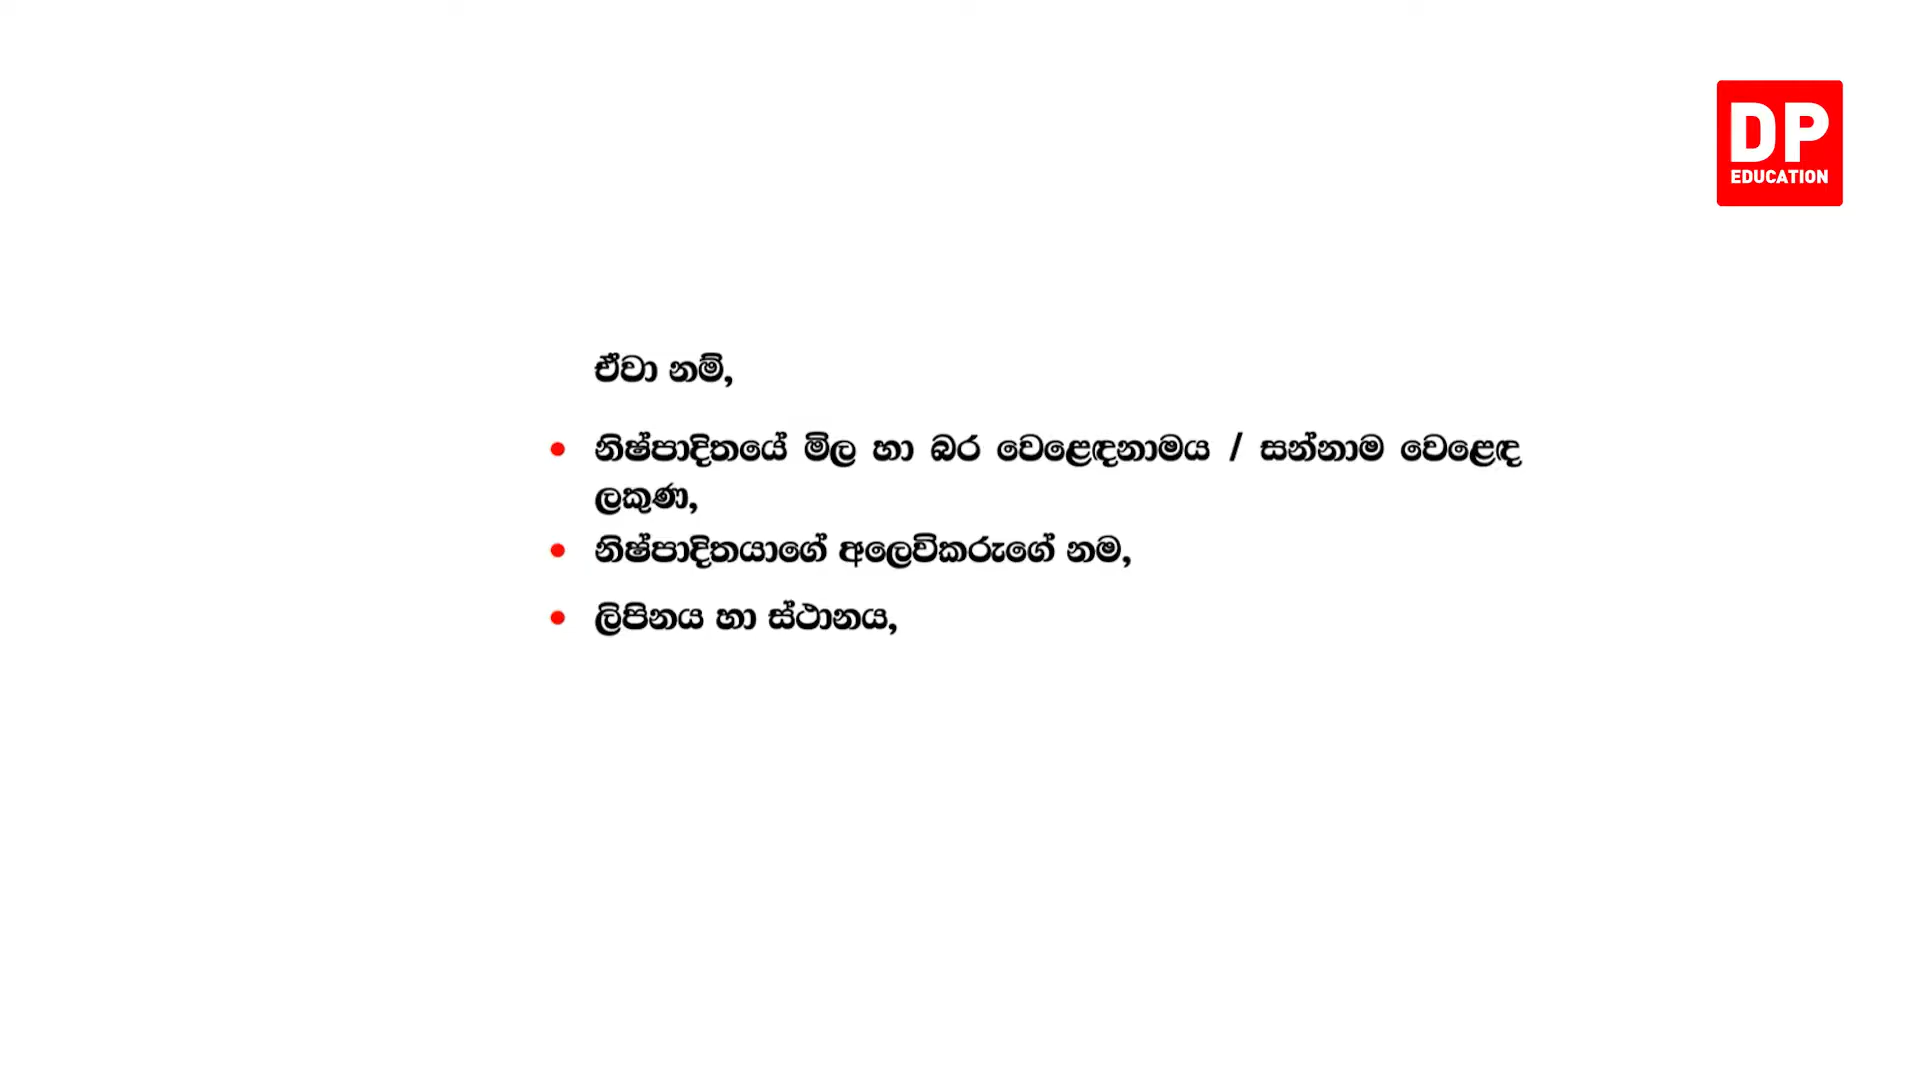 DP
EDUCATION
ඒවා නම්,
• නිෂ්පාදිතයේ මිල හා බර වෙළෙඳනාමය / සන්නාම වෙළෙඳ
ලකුණ,
• නිෂ්පාදිතයාගේ අලෙවිකරුගේ නම,
• ලිපිනය හා ස්ථානය,